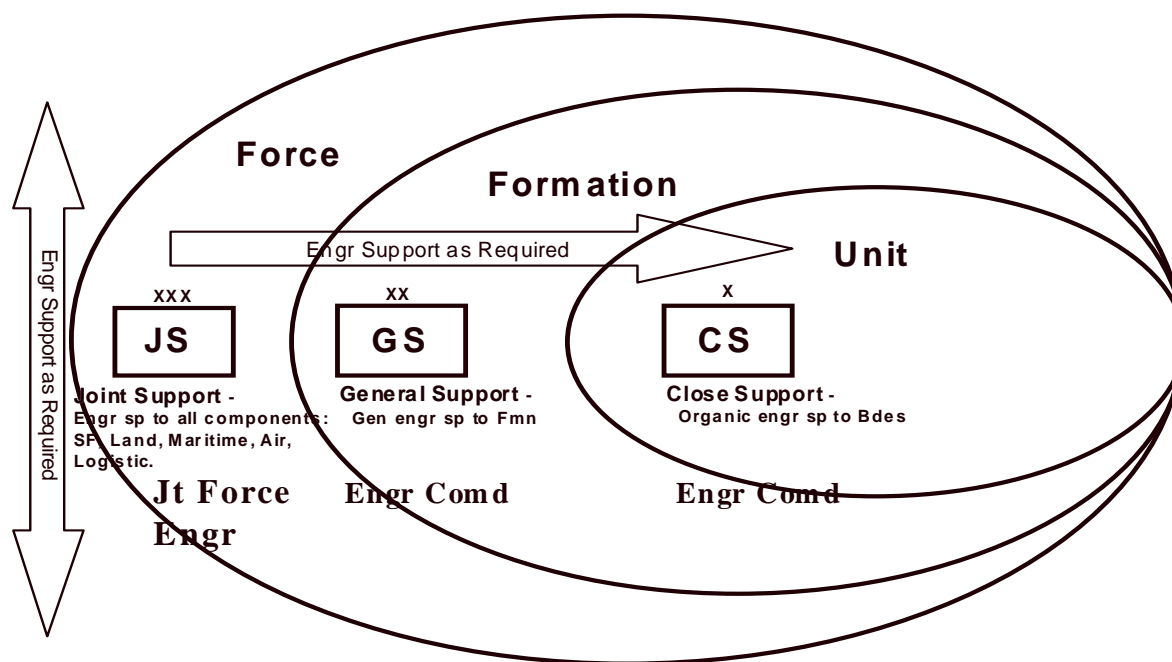 Force
Formation
Unit
Engr Support as Required
Engr Support as Required
XXX
JS
Joint Support -
Engr sp to all components:
SF, Land, Maritime, Air,
Logistic.
Jt Force
Engr
XX
GS
General Support -
Gen engr sp to Fmn
Engr Comd
X
CS
Close Support -
Organic engr sp to Bdes
Engr Comd